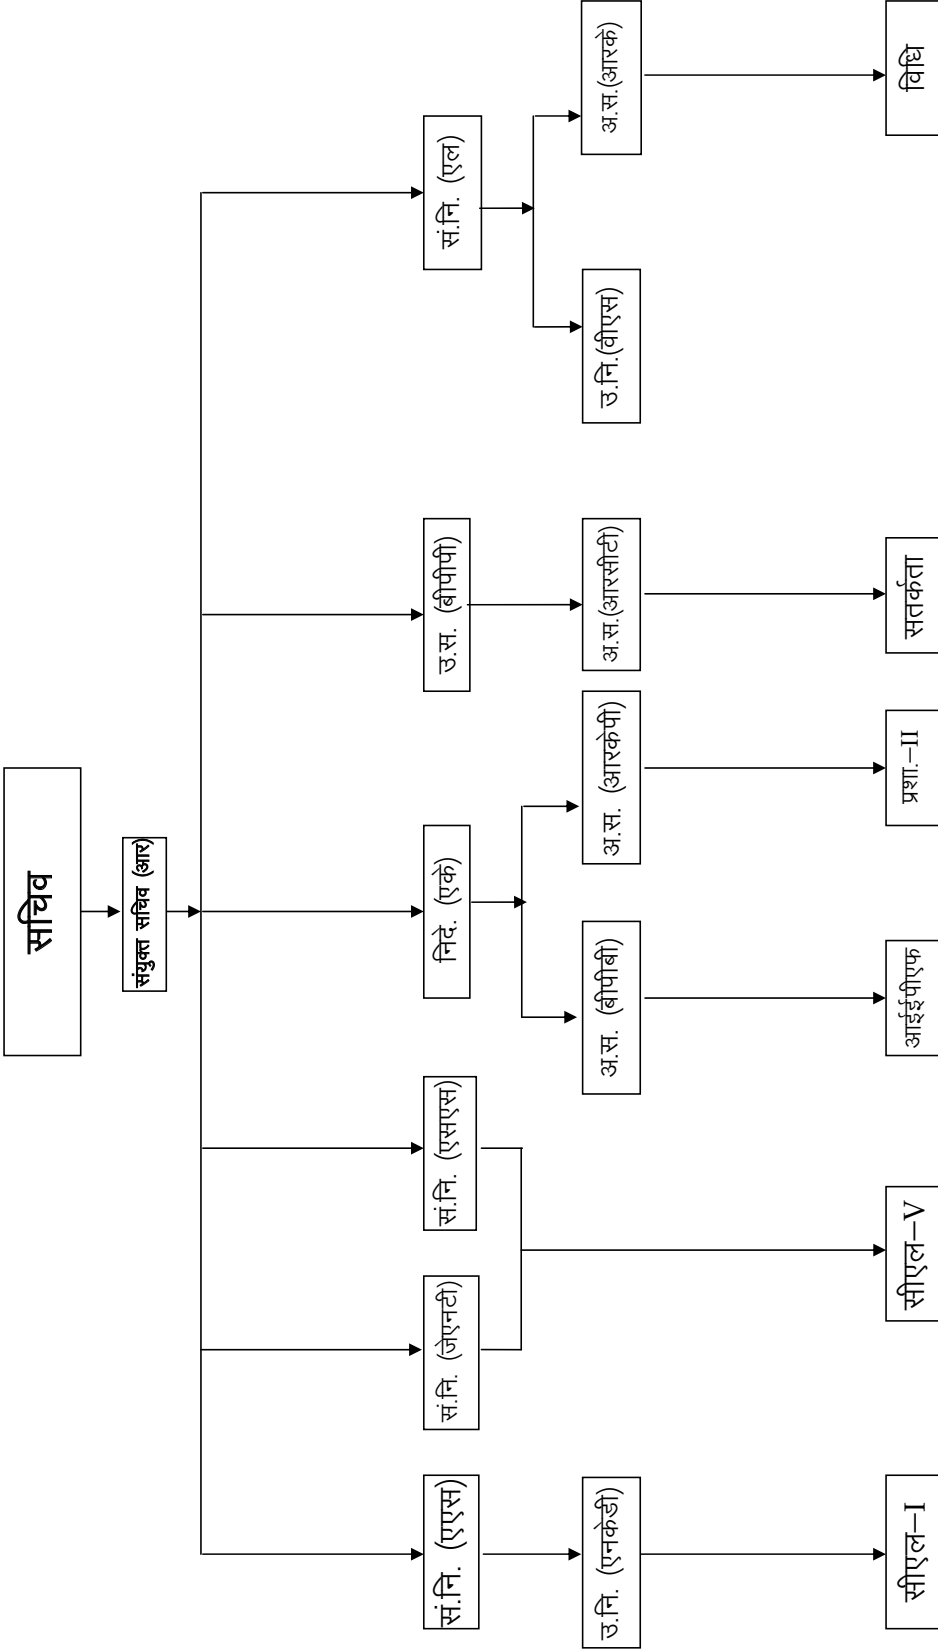 सचिव
संयुक्त सचिव (आर)
सं.नि. (एएस)
सं.नि. (जेएनटी)
सं.नि. (एसएस)
निदे. (एके)
उ.स. (बीपीपी)
सं.नि. (एल)
उ.नि. (एनकेडी)
अ.स. (बीपीबी)
अ.स. (आरकेपी)
अ.स.(आरसीटी)
उ.नि.(वीएस)
अ.स.(आरके)
सीएल–I
सीएल–V
आईईपीएफ
प्रशा.–II
सतर्कता
विधि